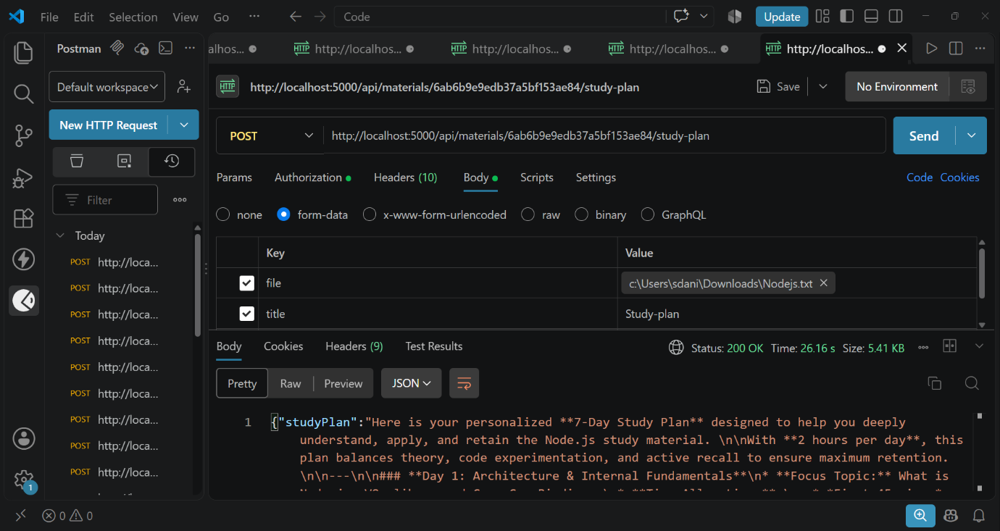 File Edit Selection View Go ··· Code Update
Postman
alhos...
http://localhos...
http://localhos...
http://localhos...
http://localhos...
Default workspace
http://localhost:5000/api/materials/6ab6b9e9edb37a5bf153ae84/study-plan
Save
No Environment
New HTTP Request
POST
http://localhost:5000/api/materials/6ab6b9e9edb37a5bf153ae84/study-plan
Send
Params Authorization Headers (10) Body Scripts Settings Code Cookies
Filter
none form-data x-www-form-urlencoded raw binary GraphQL
Today
Key Value
POST http://loca...
file c:\Users\sdani\Downloads\Nodejs.txt
POST http://loca...
title Study-plan
POST http://loca...
POST http://loca...
POST http://loca...
POST http://loca...
POST http://loca...
POST http://loca...
POST http://loca...
Body Cookies Headers (9) Test Results Status: 200 OK Time: 26.16 s Size: 5.41 KB
Pretty Raw Preview JSON
1 {"studyPlan":"Here is your personalized **7-Day Study Plan** designed to help you deeply
understand, apply, and retain the Node.js study material. \n\nWith **2 hours per day**, this
plan balances theory, code experimentation, and active recall to ensure maximum retention.
\n\n---\n\n### **Day 1: Architecture & Internal Fundamentals**\n* **Focus Topic:** What is
1
0 0